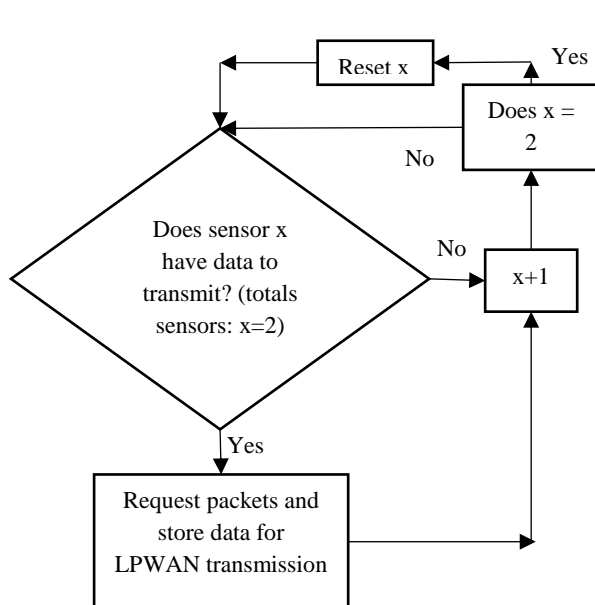 Reset x
Yes
Does x =
2
No
Does sensor x
have data to
transmit? (totals
sensors: x=2)
No
x+1
Yes
Request packets and
store data for
LPWAN transmission